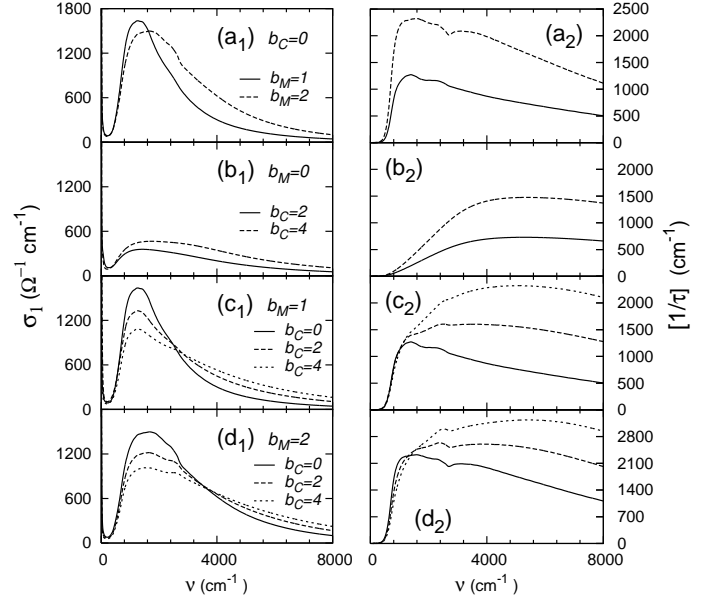 1800
1200
600
0
(a1) bC=0
bM=1
bM=2
2500
2000
1500
1000
500
0
(a2)
1200
600
0
(b1) bM=0
bC=2
bC=4
2000
1500
1000
500
0
(b2)
1200
600
0
(c1) bM=1
bC=0
bC=2
bC=4
2000
1500
1000
500
0
(c2)
1200
600
0
(d1) bM=2
bC=0
bC=2
bC=4
2800
2100
1400
700
0
(d2)
0 4000 8000
0 4000 8000
ν (cm⁻¹)
ν (cm⁻¹)
σ1 (Ω⁻¹ cm⁻¹)
[1/τ] (cm⁻¹)